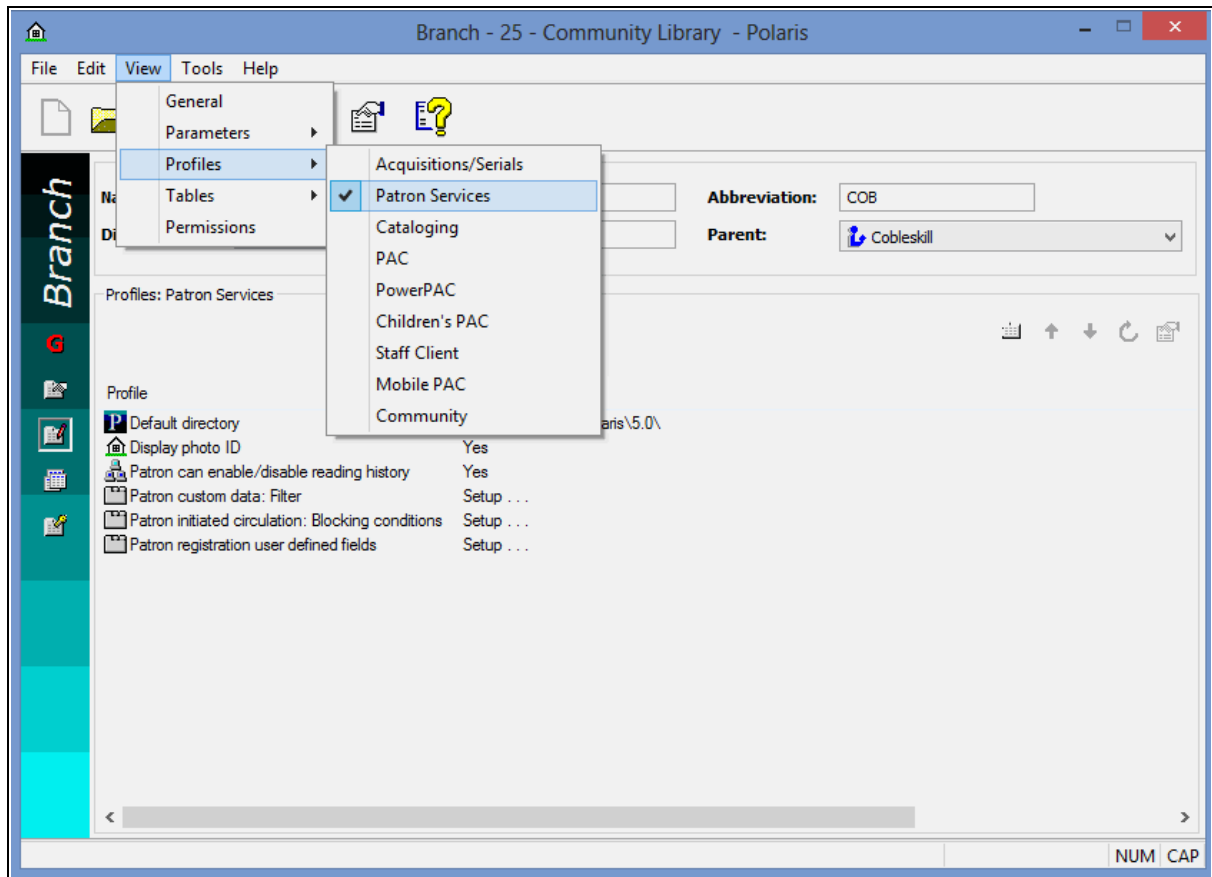 Branch - 25 - Community Library - Polaris
File Edit View Tools Help
General
Parameters
Profiles
Tables
Permissions
Acquisitions/Serials
Patron Services
Cataloging
PAC
PowerPAC
Children's PAC
Staff Client
Mobile PAC
Community
Branch
G
Abbreviation: COB
Parent: Cobleskill
Profiles: Patron Services
Profile
Default directory aris\5.0\
Display photo ID Yes
Patron can enable/disable reading history Yes
Patron custom data: Filter Setup . . .
Patron initiated circulation: Blocking conditions Setup . . .
Patron registration user defined fields Setup . . .
NUM CAP